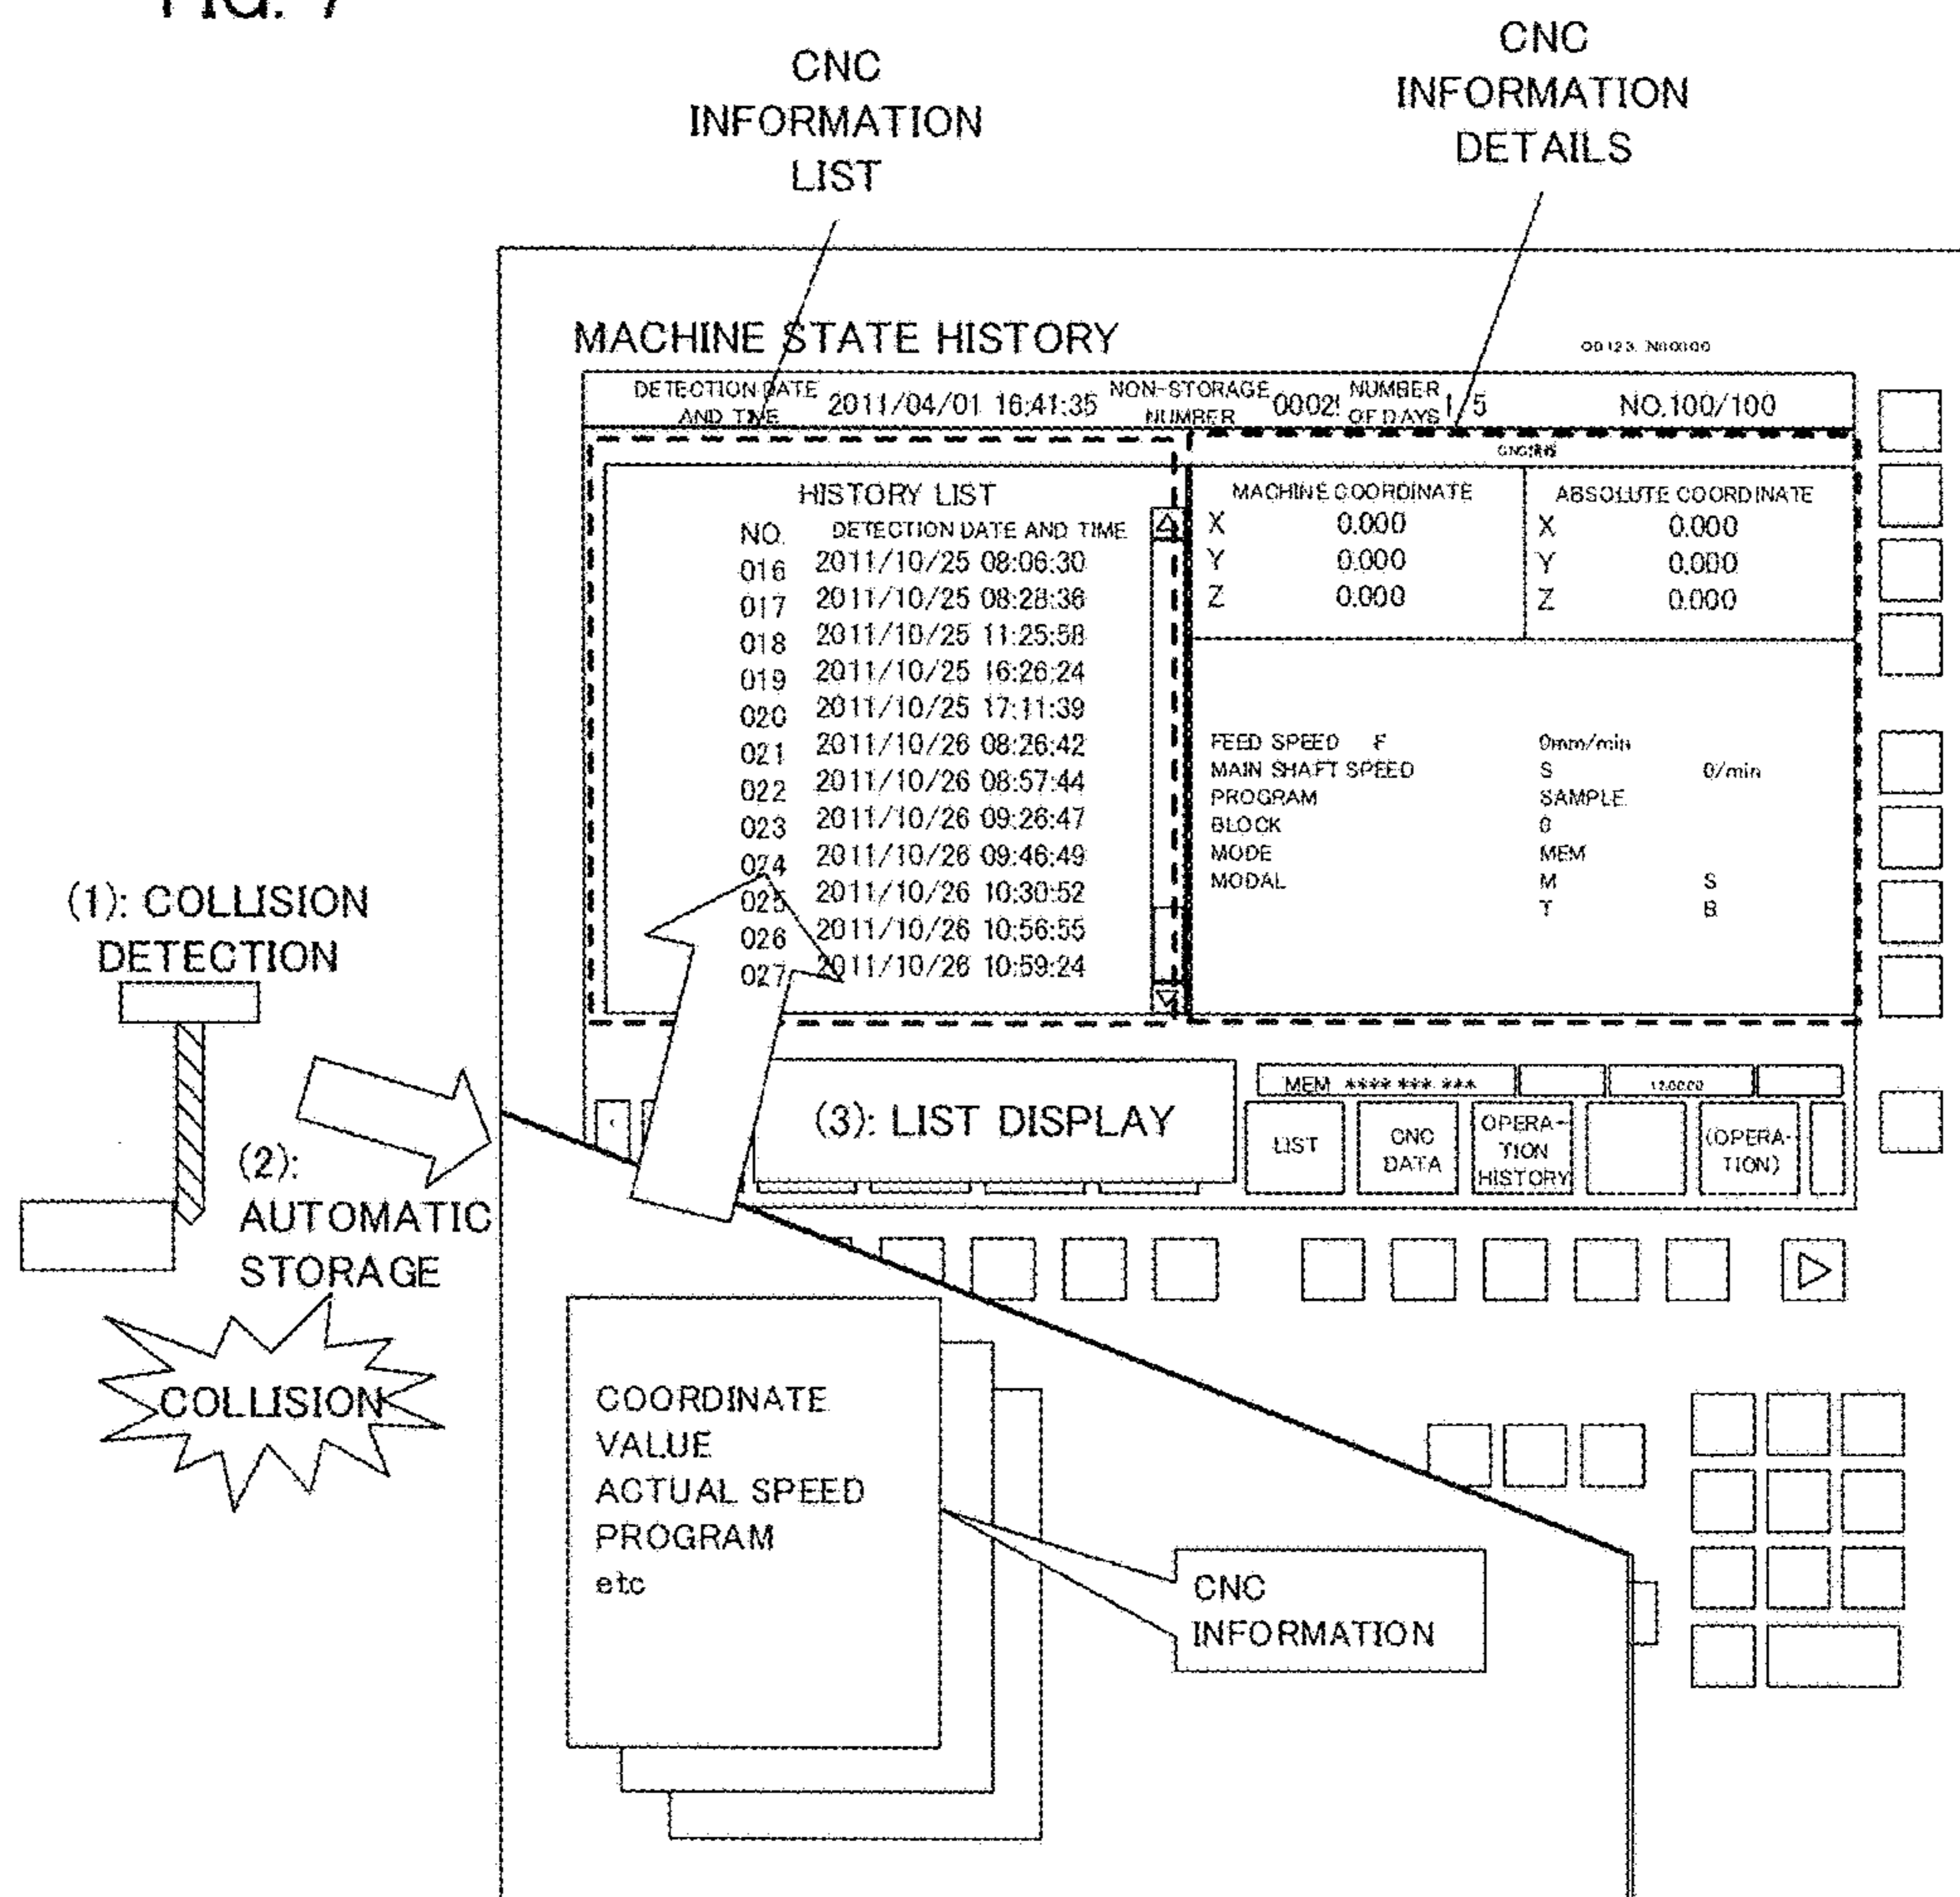 FIG. 7
CNC
INFORMATION
LIST
CNC
INFORMATION
DETAILS
MACHINE STATE HISTORY
DETECTION DATE
AND TIME
2011/04/01 16:41:35
NON-STORAGE
NUMBER
NUMBER
OF DAYS
NO.100/100
HISTORY LIST
NO. DETECTION DATE AND TIME
016 2011/10/25 08:06:30
017 2011/10/25 08:28:36
018 2011/10/25 11:25:58
019 2011/10/25 16:26:24
020 2011/10/25 17:11:39
021 2011/10/26 08:26:42
022 2011/10/26 08:57:44
023 2011/10/26 09:26:47
024 2011/10/26 09:46:49
025 2011/10/26 10:30:52
026 2011/10/26 10:56:55
027 2011/10/26 10:59:24
MACHINE COORDINATE
X 0.000
Y 0.000
Z 0.000
ABSOLUTE COORDINATE
X 0.000
Y 0.000
Z 0.000
FEED SPEED F 0mm/min
MAIN SHAFT SPEED S 0/min
PROGRAM SAMPLE
BLOCK 0
MODE MEM
MODAL M S
T B
(1): COLLISION
DETECTION
(2):
AUTOMATIC
STORAGE
COLLISION
(3): LIST DISPLAY
MEM **** *** ***
LIST
CNC
DATA
OPERA-
TION
HISTORY
(OPERA-
TION)
COORDINATE
VALUE
ACTUAL SPEED
PROGRAM
etc
CNC
INFORMATION